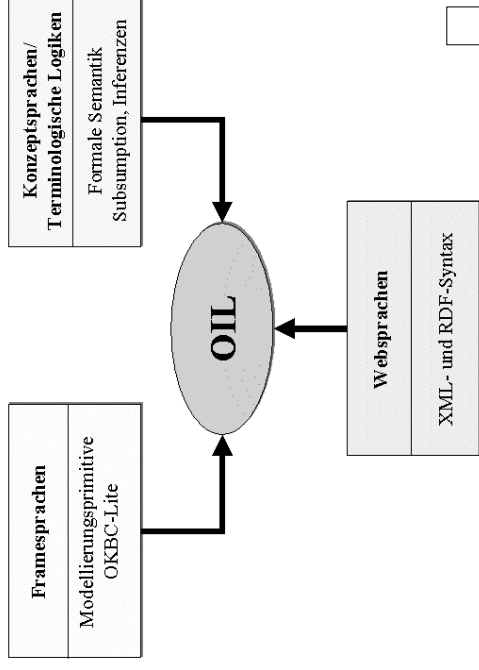 Framesprachen
Modellierungsprimitive
OKBC-Lite
Konzeptsprachen/
Terminologische Logiken
Formale Semantik
Subsumption, Inferenzen
OIL
Websprachen
XML- und RDF-Syntax